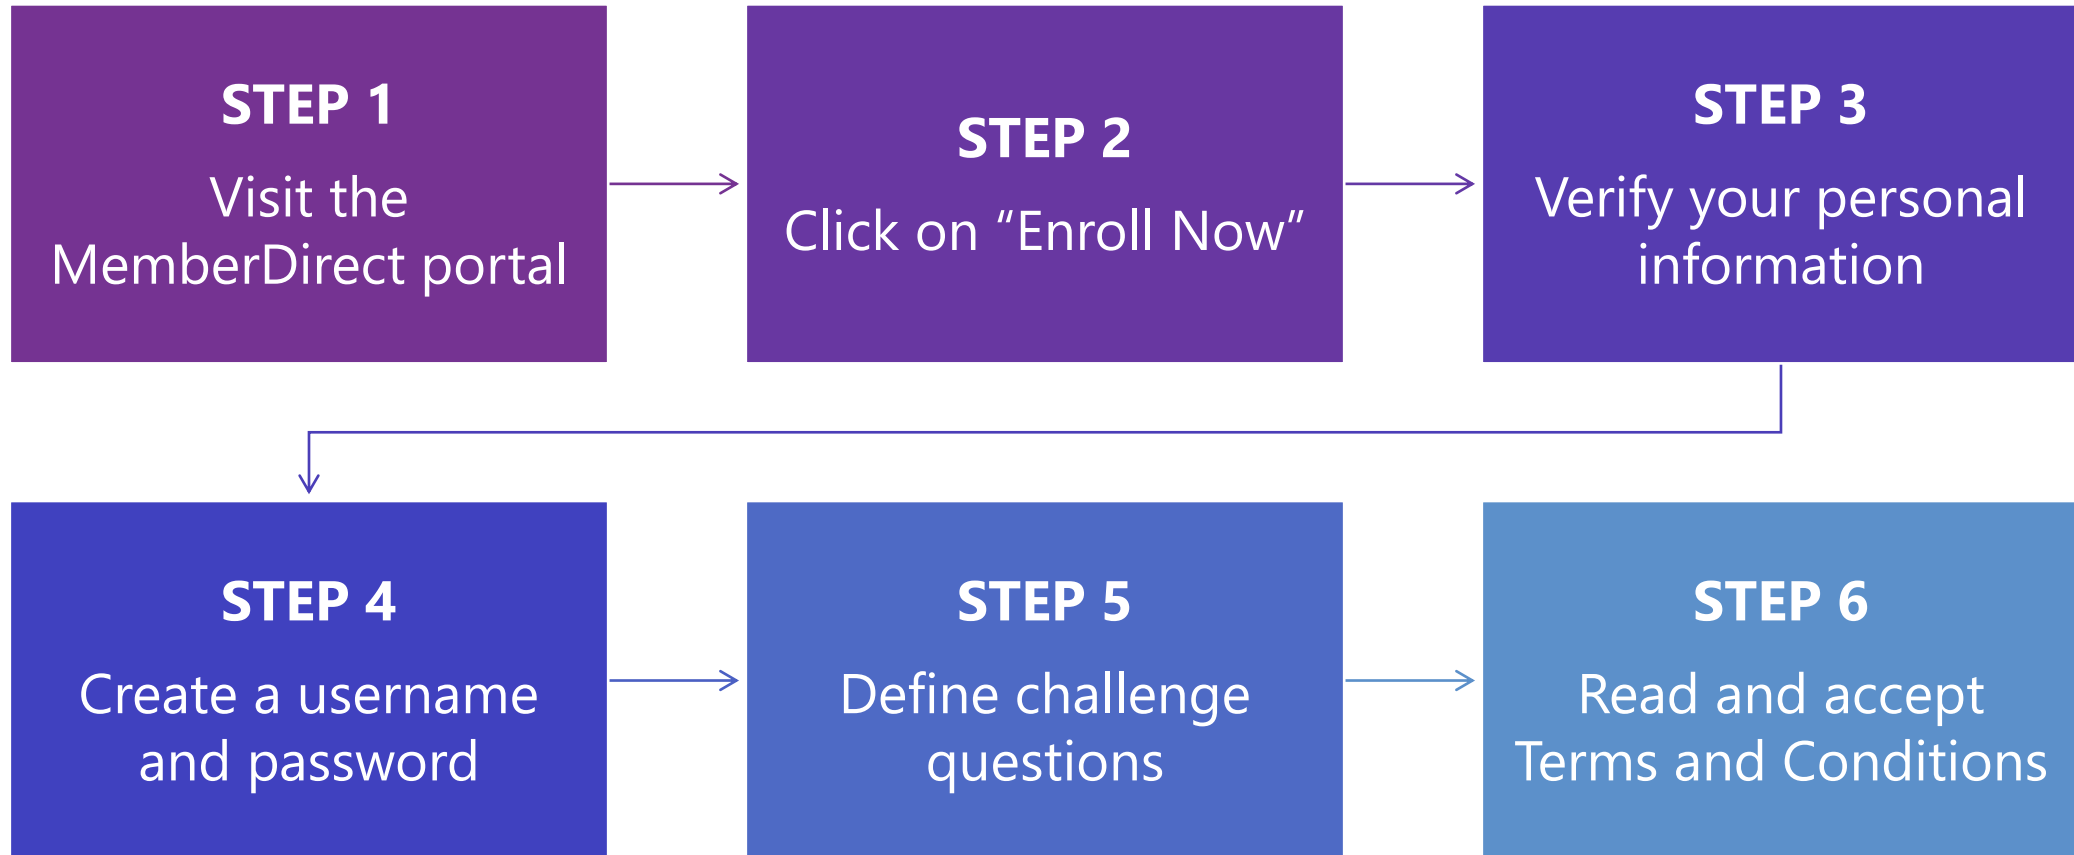 STEP 1
Visit the
MemberDirect portal
STEP 2
Click on “Enroll Now”
STEP 3
Verify your personal
information
STEP 4
Create a username
and password
STEP 5
Define challenge
questions
STEP 6
Read and accept
Terms and Conditions